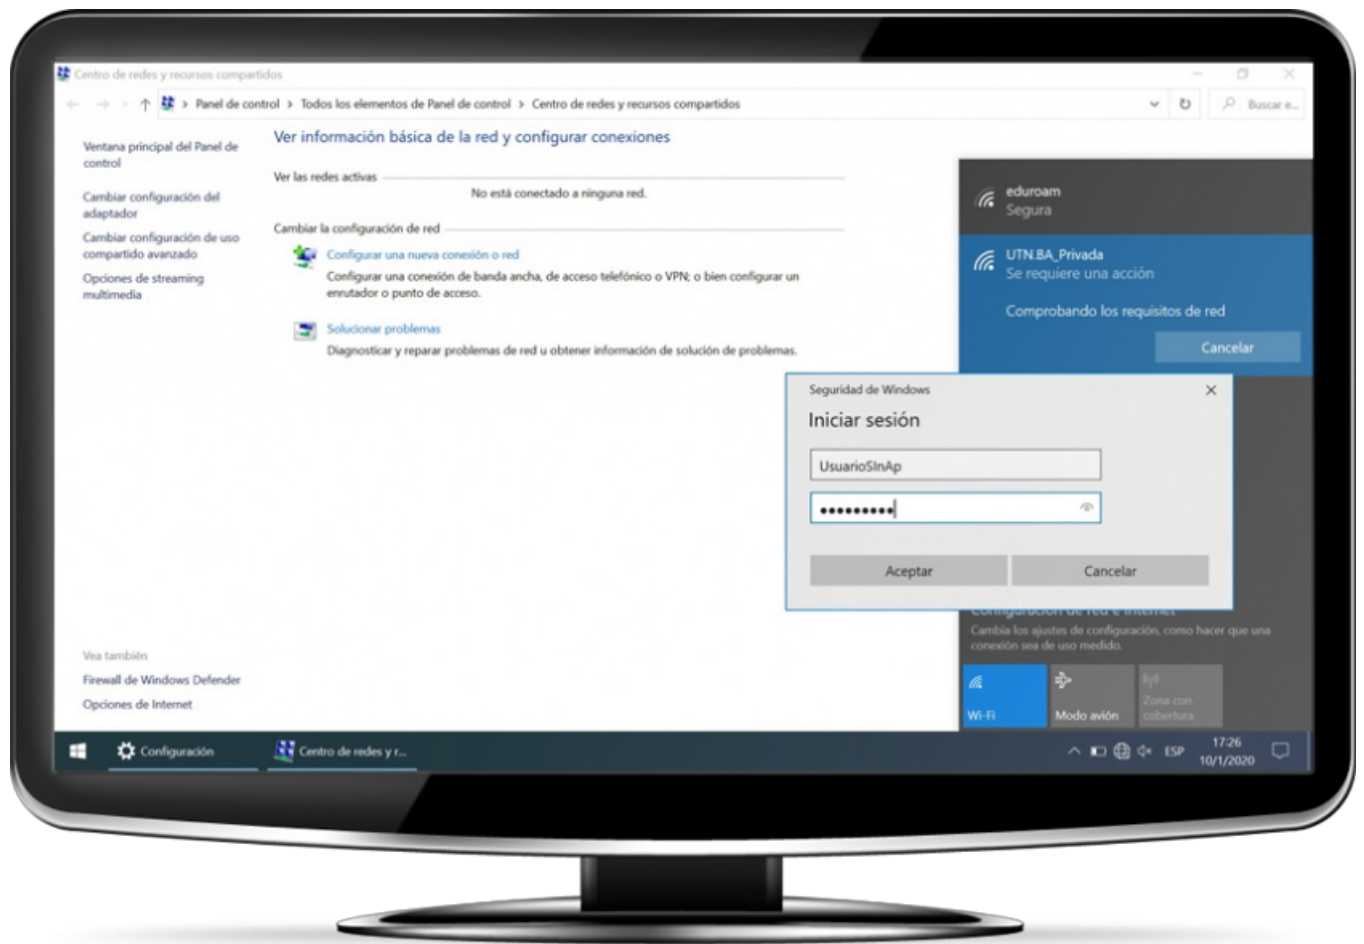 Centro de redes y recursos compartidos
Panel de control > Todos los elementos de Panel de control > Centro de redes y recursos compartidos
Buscar e...
Ventana principal del Panel de
control
Cambiar configuración del
adaptador
Cambiar configuración de uso
compartido avanzado
Opciones de streaming
multimedia
Ver información básica de la red y configurar conexiones
Ver las redes activas
No está conectado a ninguna red.
Cambiar la configuración de red
Configurar una nueva conexión o red
Configurar una conexión de banda ancha, de acceso telefónico o VPN; o bien configurar un
enrutador o punto de acceso.
Solucionar problemas
Diagnosticar y reparar problemas de red u obtener información de solución de problemas.
eduroam
Segura
UTN.BA_Privada
Se requiere una acción
Comprobando los requisitos de red
Cancelar
Seguridad de Windows
Iniciar sesión
UsuarioSInAp
Aceptar
Cancelar
Configuración de red e Internet
Cambia los ajustes de configuración, como hacer que una
conexión sea de uso medido.
Wi-Fi
Modo avión
Zona con
cobertura
Vea también
Firewall de Windows Defender
Opciones de Internet
Configuración
Centro de redes y r...
ESP
17:26
10/1/2020